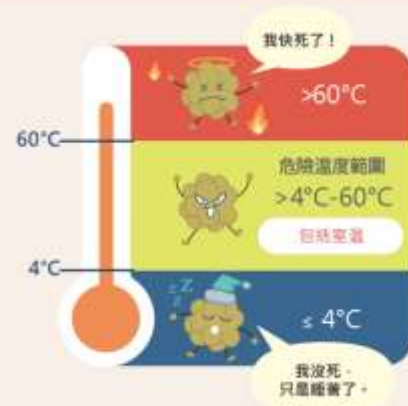 我快死了！
>60°C
60°C
危險溫度範圍
>4°C-60°C
包括室溫
4°C
zZ
z
≤ 4°C
我沒死，
只是睡著了。